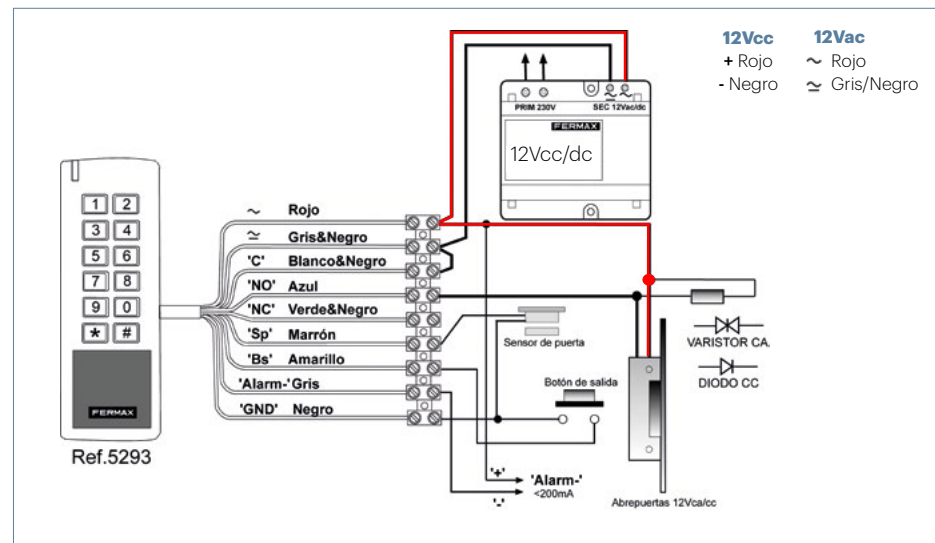 12Vcc 12Vac
+ Rojo ~ Rojo
- Negro ≃ Gris/Negro
PRIM 230V SEC 12Vac/dc
FERMAX
12Vcc/dc
1 2
3 4
5 6
7 8
9 0
* #
FERMAX
Ref.5293
~ Rojo
≃ Gris&Negro
'C' Blanco&Negro
'NO' Azul
'NC' Verde&Negro
'Sp' Marrón
'Bs' Amarillo
'Alarm-' Gris
'GND' Negro
Sensor de puerta
Botón de salida
'+' 'Alarm-'
<200mA
'-'
VARISTOR CA.
DIODO CC
Abrepuertas 12Vca/cc